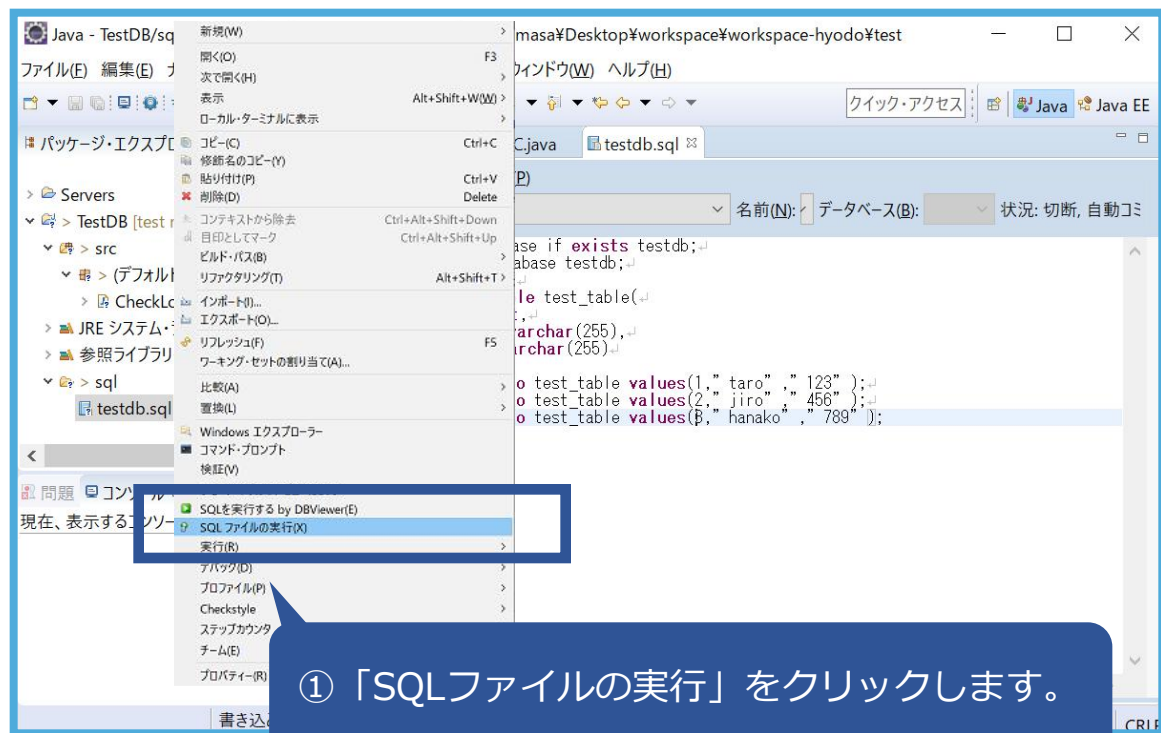 Java - TestDB/sq
masa¥Desktop¥workspace¥workspace-hyodo¥test
ファイル(F) 編集(E)
ウィンドウ(W) ヘルプ(H)
クイック・アクセス
Java
Java EE
パッケージ・エクスプロ
Servers
> TestDB [test r
> src
> (デフォルト
CheckLo
JRE システム・
参照ライブラリ
> sql
testdb.sql
問題
現在、表示するコンソー
新規(W)
開く(O) F3
次で開く(H)
表示 Alt+Shift+W(W)
ローカル・ターミナルに表示
コピー(C) Ctrl+C
修飾名のコピー(Y)
貼り付け(P) Ctrl+V
削除(D) Delete
コンテキストから除去 Ctrl+Alt+Shift+Down
目印としてマーク Ctrl+Alt+Shift+Up
ビルド・パス(B)
リファクタリング(T) Alt+Shift+T
インポート(I)...
エクスポート(O)...
リフレッシュ(F) F5
ワーキング・セットの割り当て(A)...
比較(A)
置換(L)
Windows エクスプローラー
コマンド・プロンプト
検証(V)
SQLを実行する by DBViewer(E)
SQL ファイルの実行(X)
実行(R)
デバッグ(D)
プロファイル(P)
Checkstyle
ステップカウンタ
チーム(E)
プロパティー(R)
C.java
testdb.sql
(P)
名前(N): データベース(B): 状況: 切断, 自動コミ
ase if exists testdb;
abase testdb;
le test_table(
archar(255),
archar(255)
o test_table values(1,” taro” ,” 123” );
o test_table values(2,” jiro” ,” 456” );
o test_table values(3,” hanako” ,” 789” );
①「SQLファイルの実行」をクリックします。
書き込